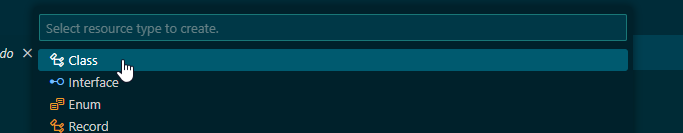 Select resource type to create.
do
Class
Interface
Enum
Record